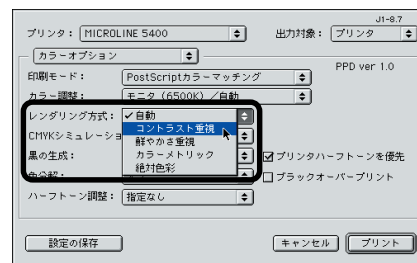 J1-8.7
プリンタ： MICROLINE 5400 出力対象： プリンタ
カラーオプション
PPD ver 1.0
印刷モード： PostScriptカラーマッチング
カラー調整： モニタ（6500K）／自動
レンダリング方式： ✓自動
コントラスト重視
CMYKシミュレーショ
鮮やかさ重視
黒の生成： カラーメトリック プリンタハーフトーンを優先
絶対色彩
色分解： ブラックオーバープリント
ハーフトーン調整： 指定なし
設定の保存 キャンセル プリント